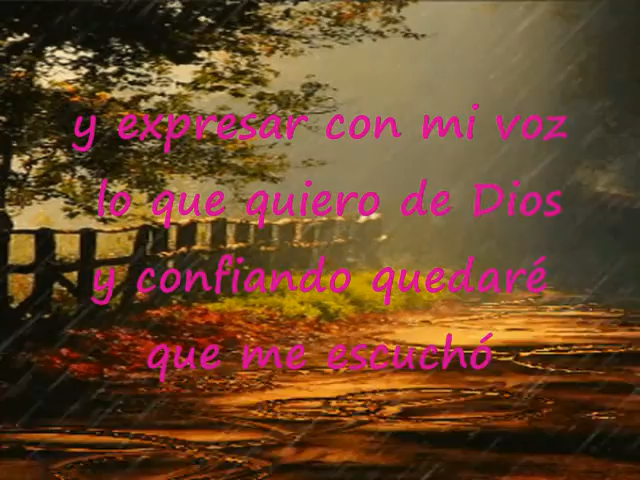 y expresar con mi voz
lo que quiero de Dios
y confiando quedaré
que me escuchó